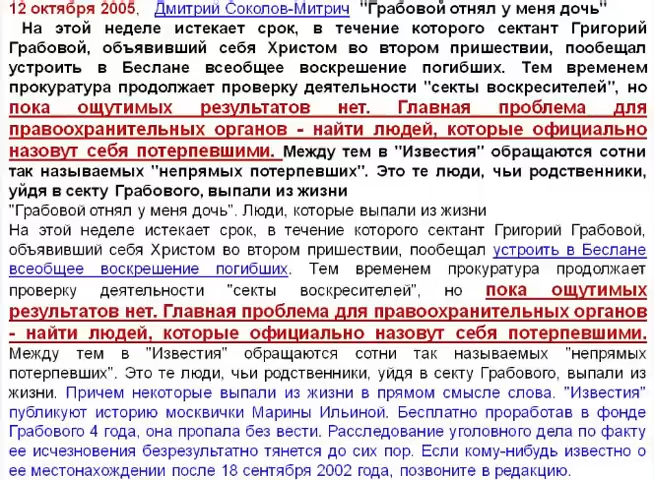 12 октября 2005, Дмитрий Соколов-Митрич "Грабовой отнял у меня дочь"
На этой неделе истекает срок, в течение которого сектант Григорий
Грабовой, объявивший себя Христом во втором пришествии, пообещал
устроить в Беслане всеобщее воскрешение погибших. Тем временем
прокуратура продолжает проверку деятельности "секты воскресителей", но
пока ощутимых результатов нет. Главная проблема для
правоохранительных органов - найти людей, которые официально
назовут себя потерпевшими. Между тем в "Известия" обращаются сотни
так называемых "непрямых потерпевших". Это те люди, чьи родственники,
уйдя в секту Грабового, выпали из жизни
"Грабовой отнял у меня дочь". Люди, которые выпали из жизни
На этой неделе истекает срок, в течение которого сектант Григорий Грабовой,
объявивший себя Христом во втором пришествии, пообещал устроить в Беслане
всеобщее воскрешение погибших. Тем временем прокуратура продолжает
проверку деятельности "секты воскресителей", но пока ощутимых
результатов нет. Главная проблема для правоохранительных органов
- найти людей, которые официально назовут себя потерпевшими.
Между тем в "Известия" обращаются сотни так называемых "непрямых
потерпевших". Это те люди, чьи родственники, уйдя в секту Грабового, выпали из
жизни. Причем некоторые выпали из жизни в прямом смысле слова. "Известия"
публикуют историю москвички Марины Ильиной. Бесплатно проработав в фонде
Грабового 4 года, она пропала без вести. Расследование уголовного дела по факту
ее исчезновения безрезультатно тянется до сих пор. Если кому-нибудь известно о
ее местонахождении после 18 сентября 2002 года, позвоните в редакцию.